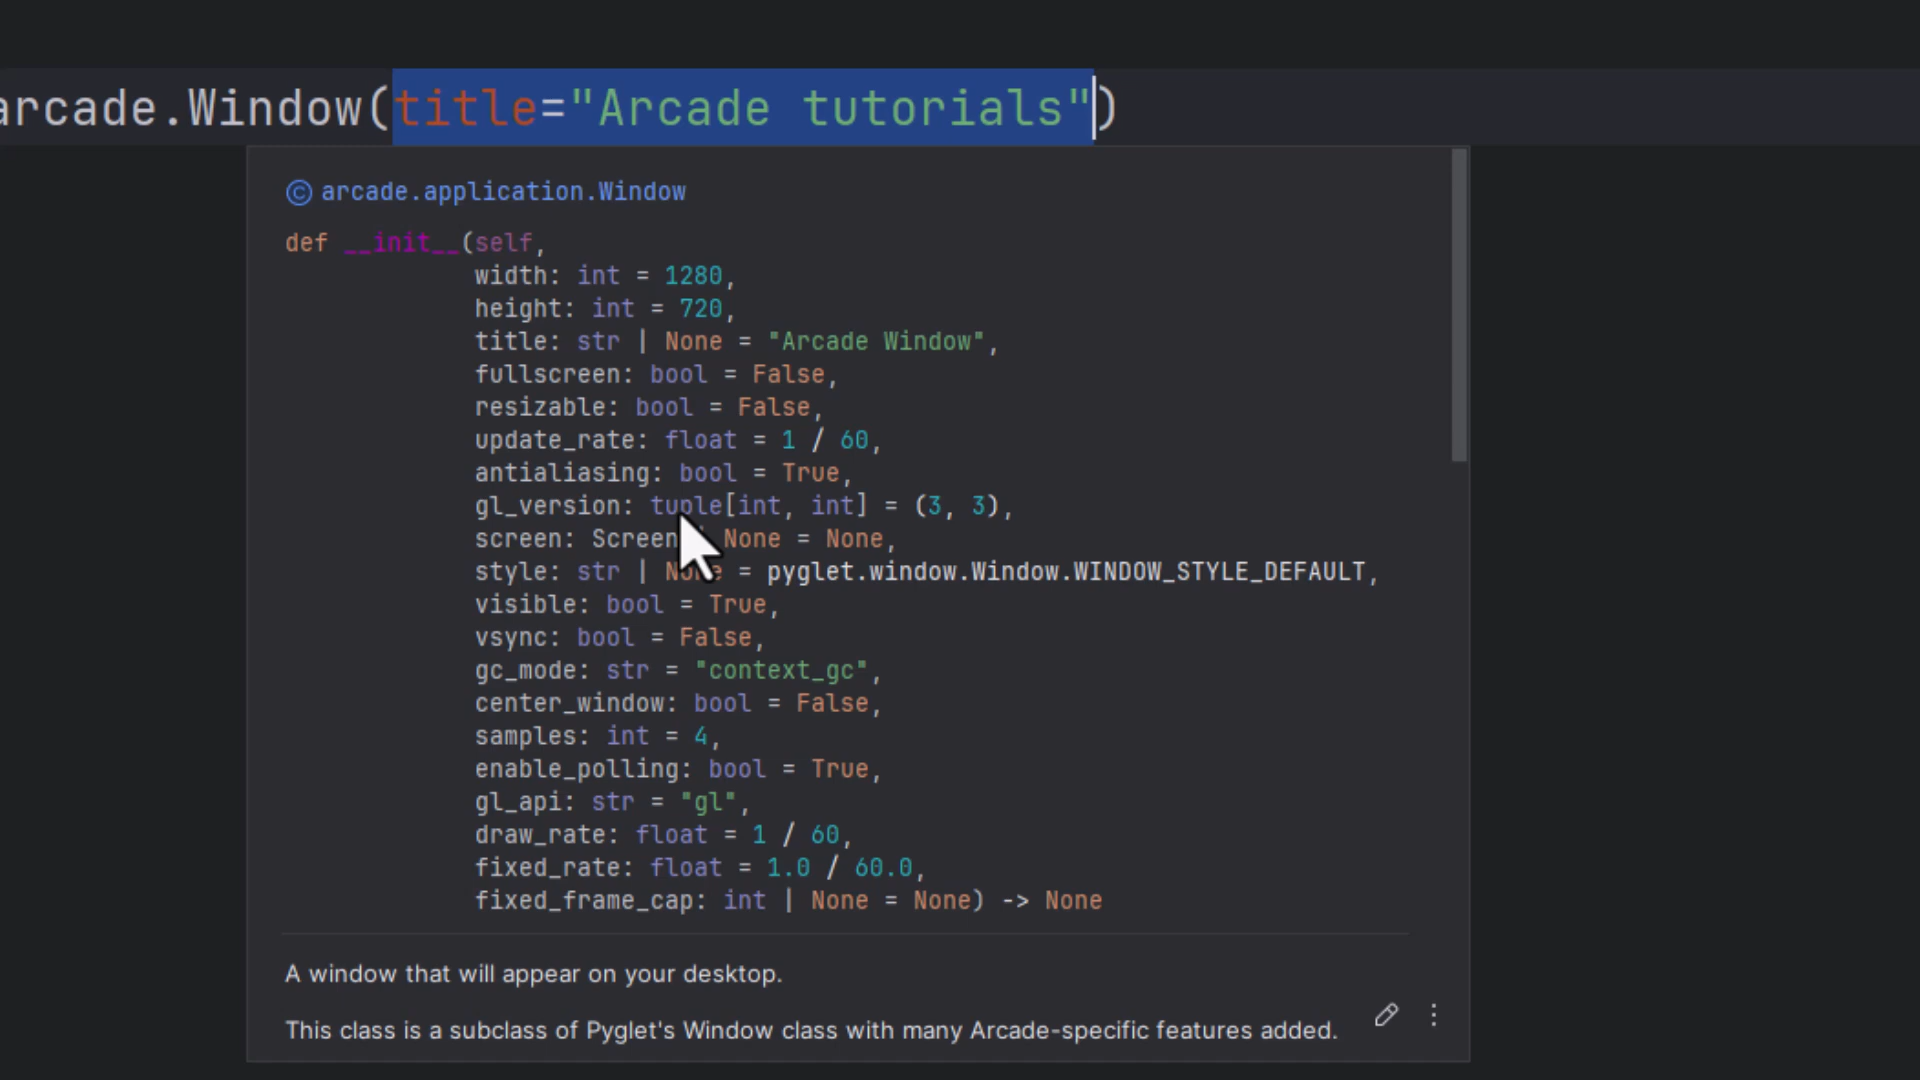 arcade.Window(title="Arcade tutorials")
arcade.application.Window
def __init__(self,
width: int = 1280,
height: int = 720,
title: str | None = "Arcade Window",
fullscreen: bool = False,
resizable: bool = False,
update_rate: float = 1 / 60,
antialiasing: bool = True,
gl_version: tuple[int, int] = (3, 3),
screen: Screen | None = None,
style: str | None = pyglet.window.Window.WINDOW_STYLE_DEFAULT,
visible: bool = True,
vsync: bool = False,
gc_mode: str = "context_gc",
center_window: bool = False,
samples: int = 4,
enable_polling: bool = True,
gl_api: str = "gl",
draw_rate: float = 1 / 60,
fixed_rate: float = 1.0 / 60.0,
fixed_frame_cap: int | None = None) -> None
A window that will appear on your desktop.
This class is a subclass of Pyglet's Window class with many Arcade-specific features added.